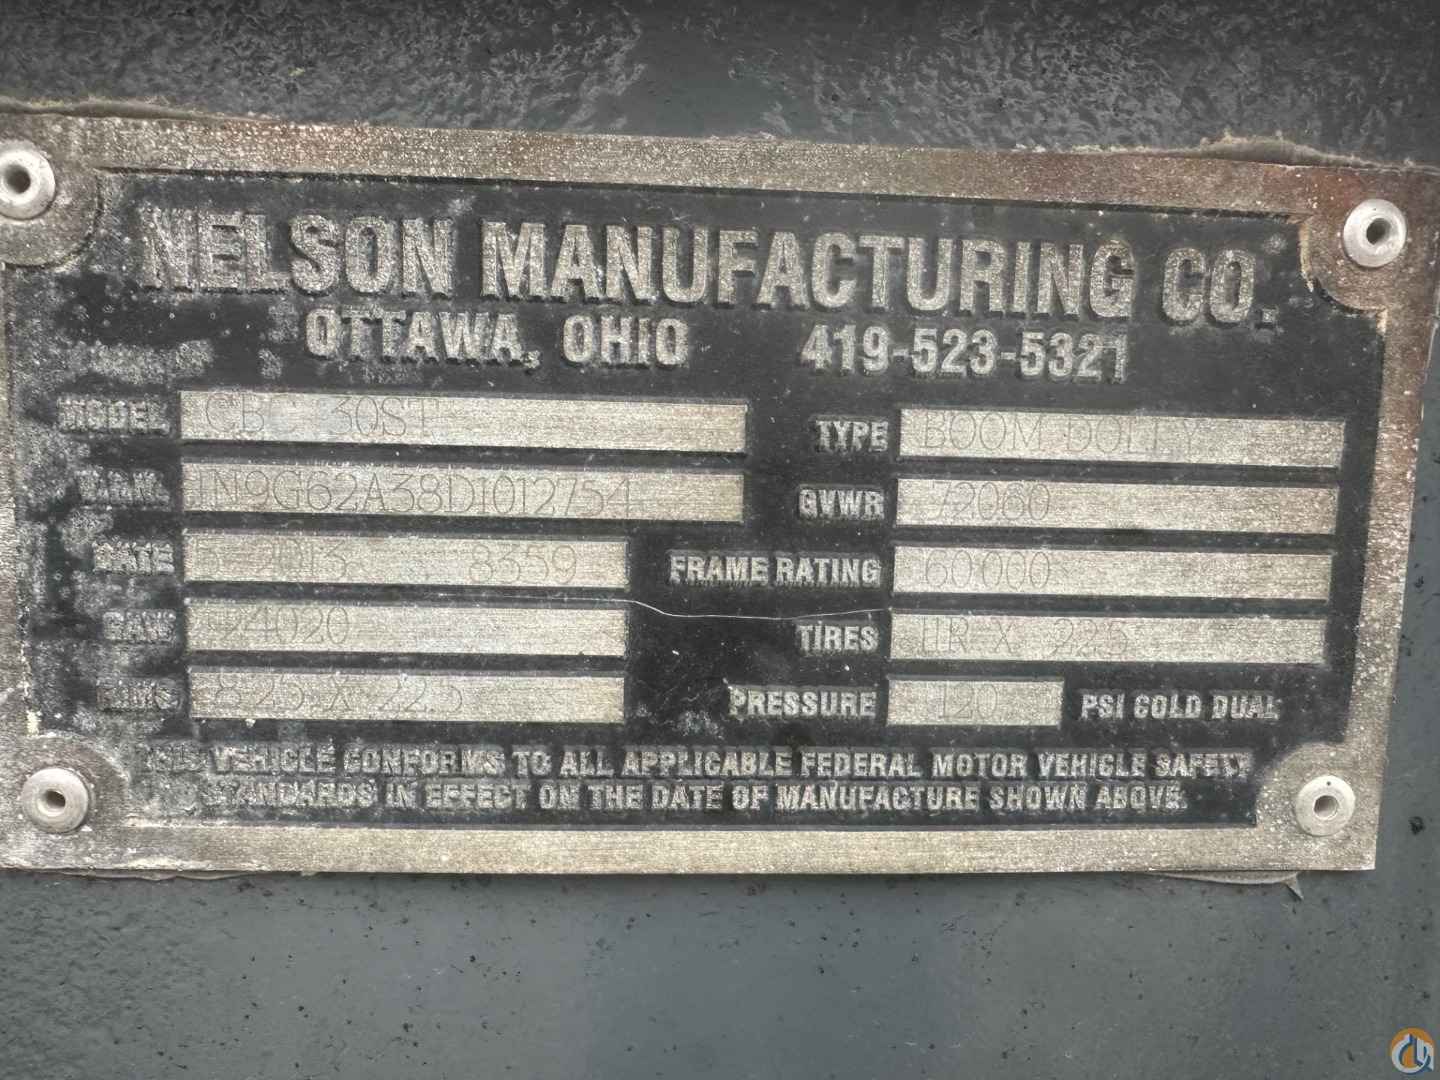 NELSON MANUFACTURING CO.
OTTAWA, OHIO 419-523-5321
MODEL CB 30ST TYPE BOOM DOLLY
V.I.N. 1N9G62A38D1012754 GVWR 72060
DATE 5 2013 8359 FRAME RATING 60000
GAW 24020 TIRES 11R X 22.5
RIMS 8.25 X 22.5 PRESSURE 120 PSI COLD DUAL
THIS VEHICLE CONFORMS TO ALL APPLICABLE FEDERAL MOTOR VEHICLE SAFETY
STANDARDS IN EFFECT ON THE DATE OF MANUFACTURE SHOWN ABOVE.